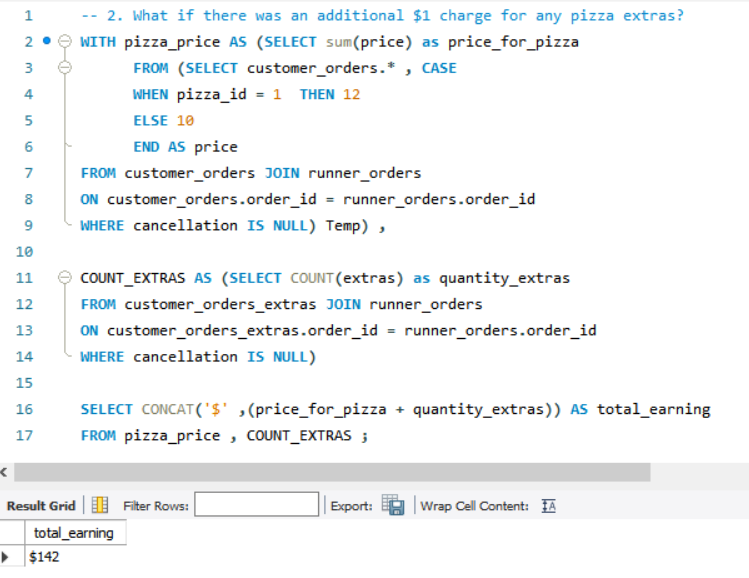 1 -- 2. What if there was an additional $1 charge for any pizza extras?
2 WITH pizza_price AS (SELECT sum(price) as price_for_pizza
3 FROM (SELECT customer_orders.* , CASE
4 WHEN pizza_id = 1 THEN 12
5 ELSE 10
6 END AS price
7 FROM customer_orders JOIN runner_orders
8 ON customer_orders.order_id = runner_orders.order_id
9 WHERE cancellation IS NULL) Temp) ,
10
11 COUNT_EXTRAS AS (SELECT COUNT(extras) as quantity_extras
12 FROM customer_orders_extras JOIN runner_orders
13 ON customer_orders_extras.order_id = runner_orders.order_id
14 WHERE cancellation IS NULL)
15
16 SELECT CONCAT('$' ,(price_for_pizza + quantity_extras)) AS total_earning
17 FROM pizza_price , COUNT_EXTRAS ;
Result Grid Filter Rows: Export: Wrap Cell Content:
total_earning
$142